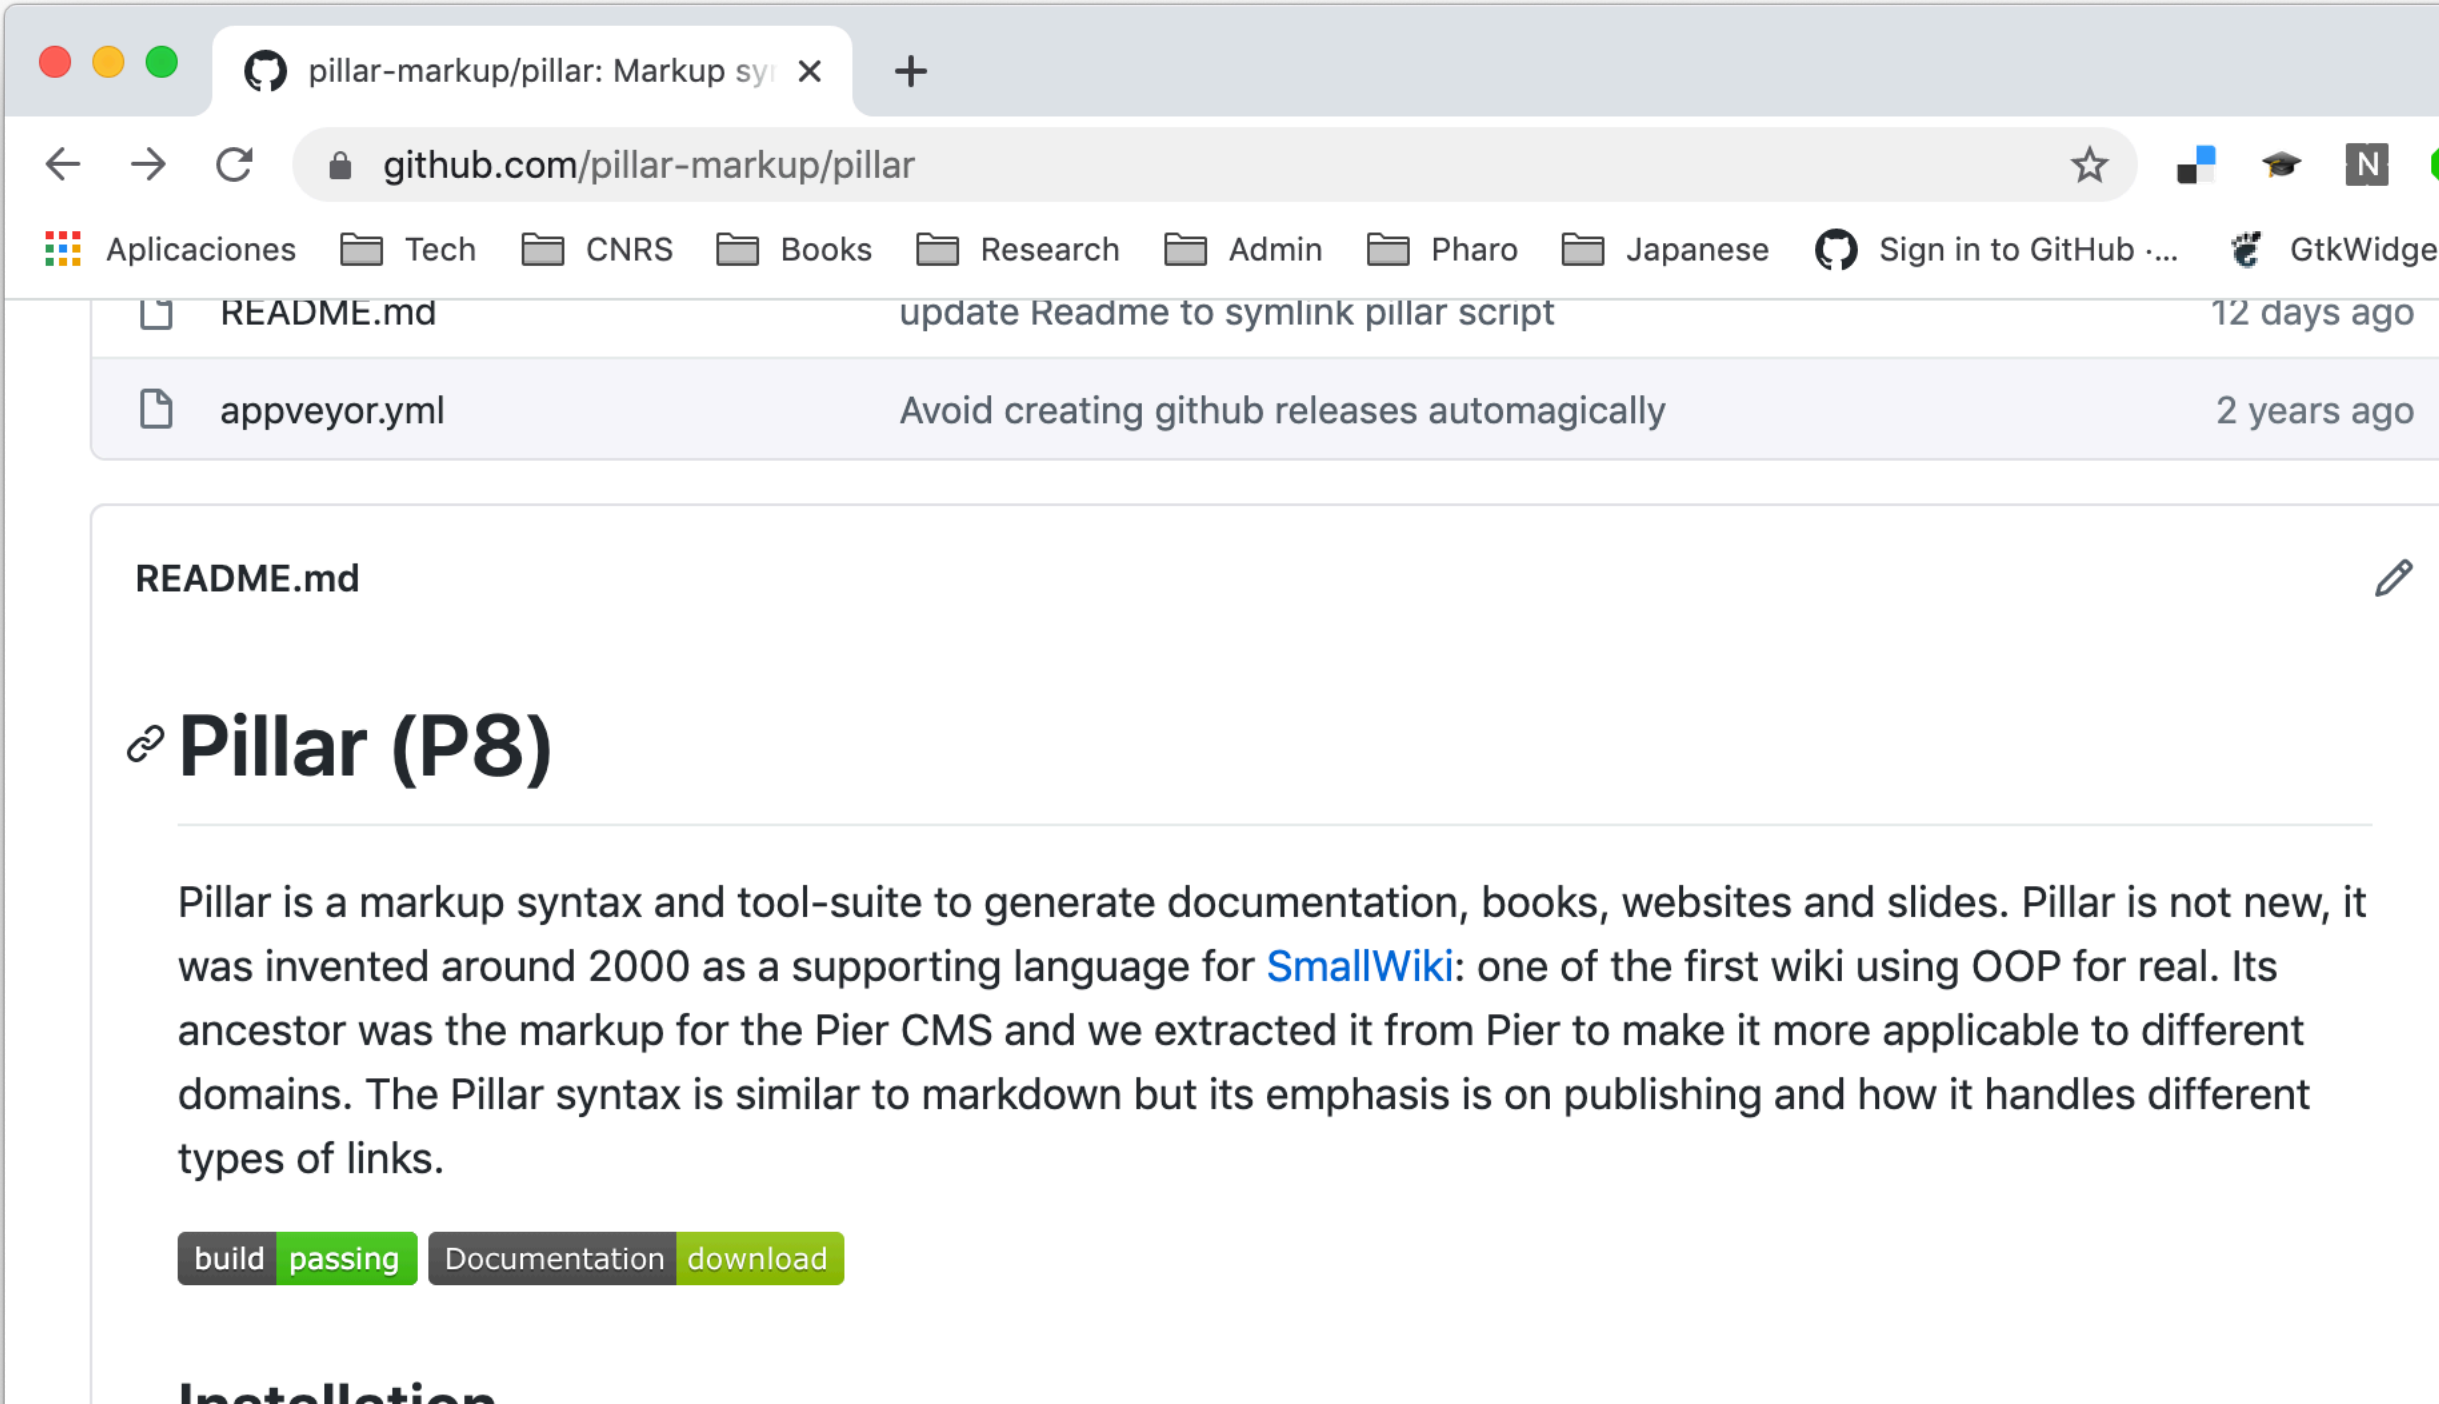 pillar-markup/pillar: Markup syn
github.com/pillar-markup/pillar
N
Aplicaciones Tech CNRS Books Research Admin Pharo Japanese Sign in to GitHub ·... GtkWidge
README.md update Readme to symlink pillar script 12 days ago
appveyor.yml Avoid creating github releases automagically 2 years ago
README.md
Pillar (P8)
Pillar is a markup syntax and tool-suite to generate documentation, books, websites and slides. Pillar is not new, it
was invented around 2000 as a supporting language for SmallWiki: one of the first wiki using OOP for real. Its
ancestor was the markup for the Pier CMS and we extracted it from Pier to make it more applicable to different
domains. The Pillar syntax is similar to markdown but its emphasis is on publishing and how it handles different
types of links.
build passing Documentation download
Installation